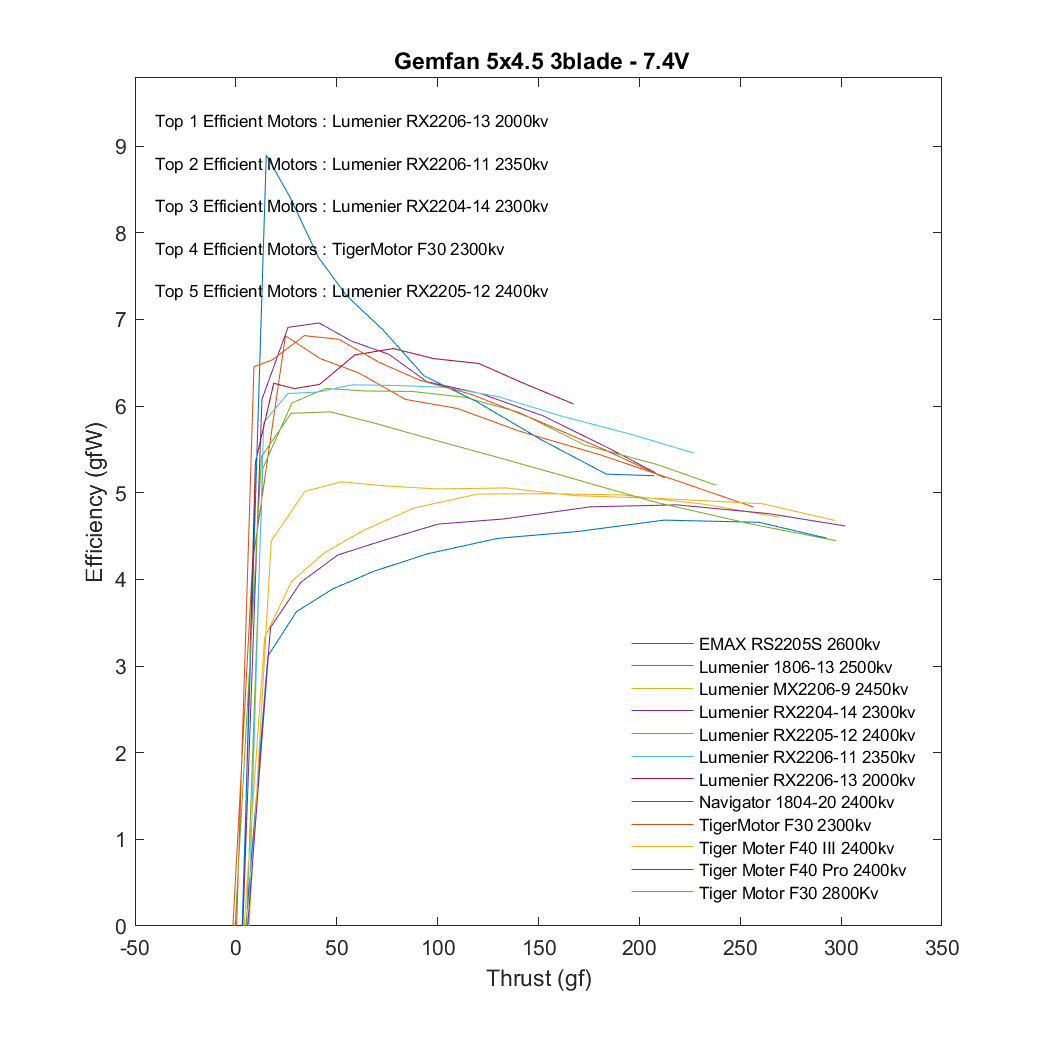 Gemfan 5x4.5 3blade - 7.4V
Top 1 Efficient Motors : Lumenier RX2206-13 2000kv
Top 2 Efficient Motors : Lumenier RX2206-11 2350kv
Top 3 Efficient Motors : Lumenier RX2204-14 2300kv
Top 4 Efficient Motors : TigerMotor F30 2300kv
Top 5 Efficient Motors : Lumenier RX2205-12 2400kv
9
8
7
6
5
4
3
2
1
0
Efficiency (gfW)
EMAX RS2205S 2600kv
Lumenier 1806-13 2500kv
Lumenier MX2206-9 2450kv
Lumenier RX2204-14 2300kv
Lumenier RX2205-12 2400kv
Lumenier RX2206-11 2350kv
Lumenier RX2206-13 2000kv
Navigator 1804-20 2400kv
TigerMotor F30 2300kv
Tiger Moter F40 III 2400kv
Tiger Moter F40 Pro 2400kv
Tiger Motor F30 2800Kv
-50 0 50 100 150 200 250 300 350
Thrust (gf)